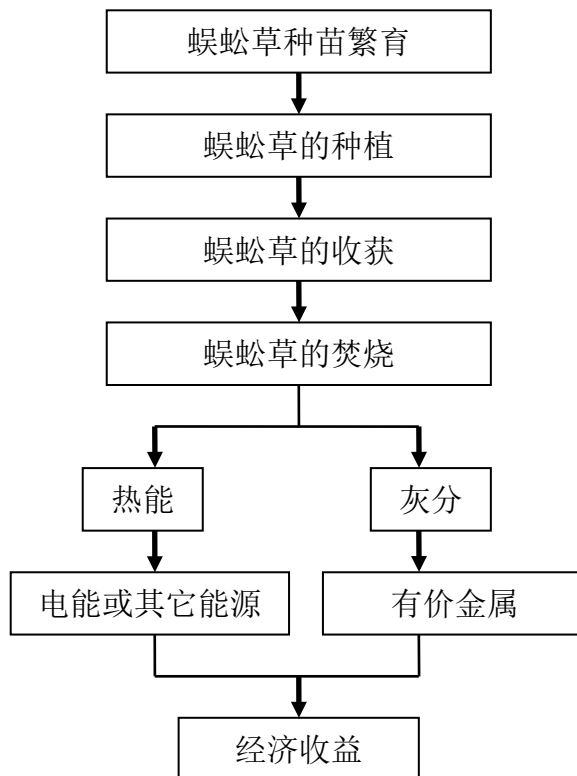 蜈蚣草种苗繁育
蜈蚣草的种植
蜈蚣草的收获
蜈蚣草的焚烧
热能
灰分
电能或其它能源
有价金属
经济收益